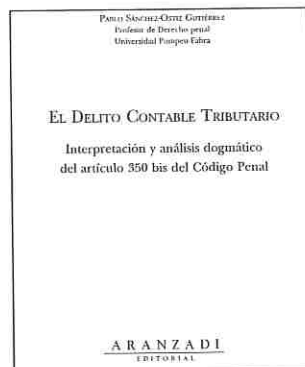 PABLO SÁNCHEZ-OSTIZ GUTIÉRREZ
Profesor de Derecho penal
Universidad Pompeu Fabra
EL DELITO CONTABLE TRIBUTARIO
Interpretación y análisis dogmático
del artículo 350 bis del Código Penal
ARANZADI
EDITORIAL